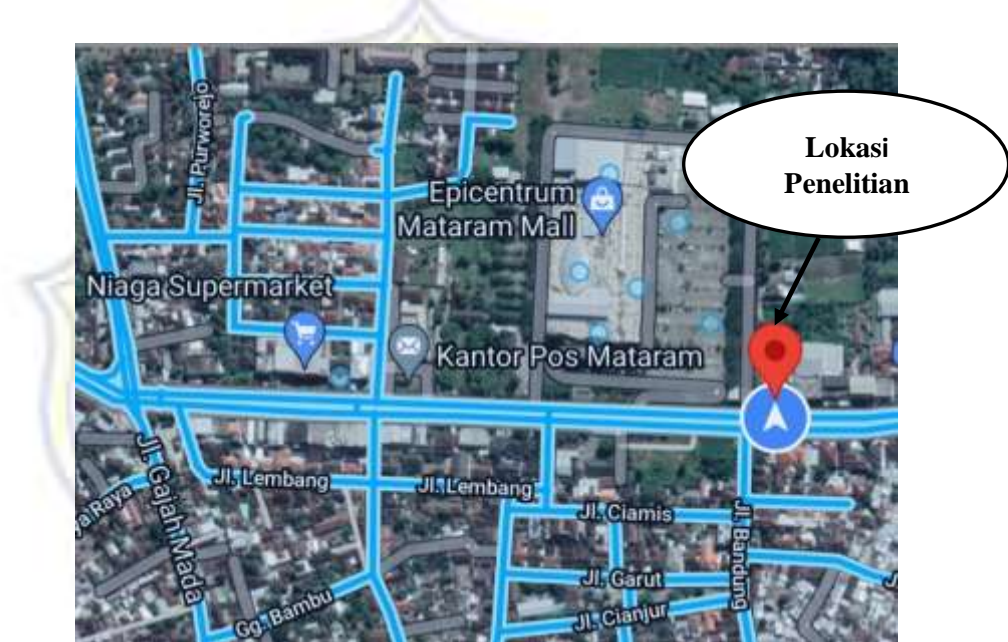 Lokasi
Penelitian
Jl. Purworejo
Epicentrum
Mataram Mall
Niaga Supermarket
Kantor Pos Mataram
Jl. Lembang
Jl. Lembang
Jl. Gajah Mada
Raya
Jl. Ciamis
Jl. Bandung
Jl. Garut
Jl. Cianjur
Gg. Bambu